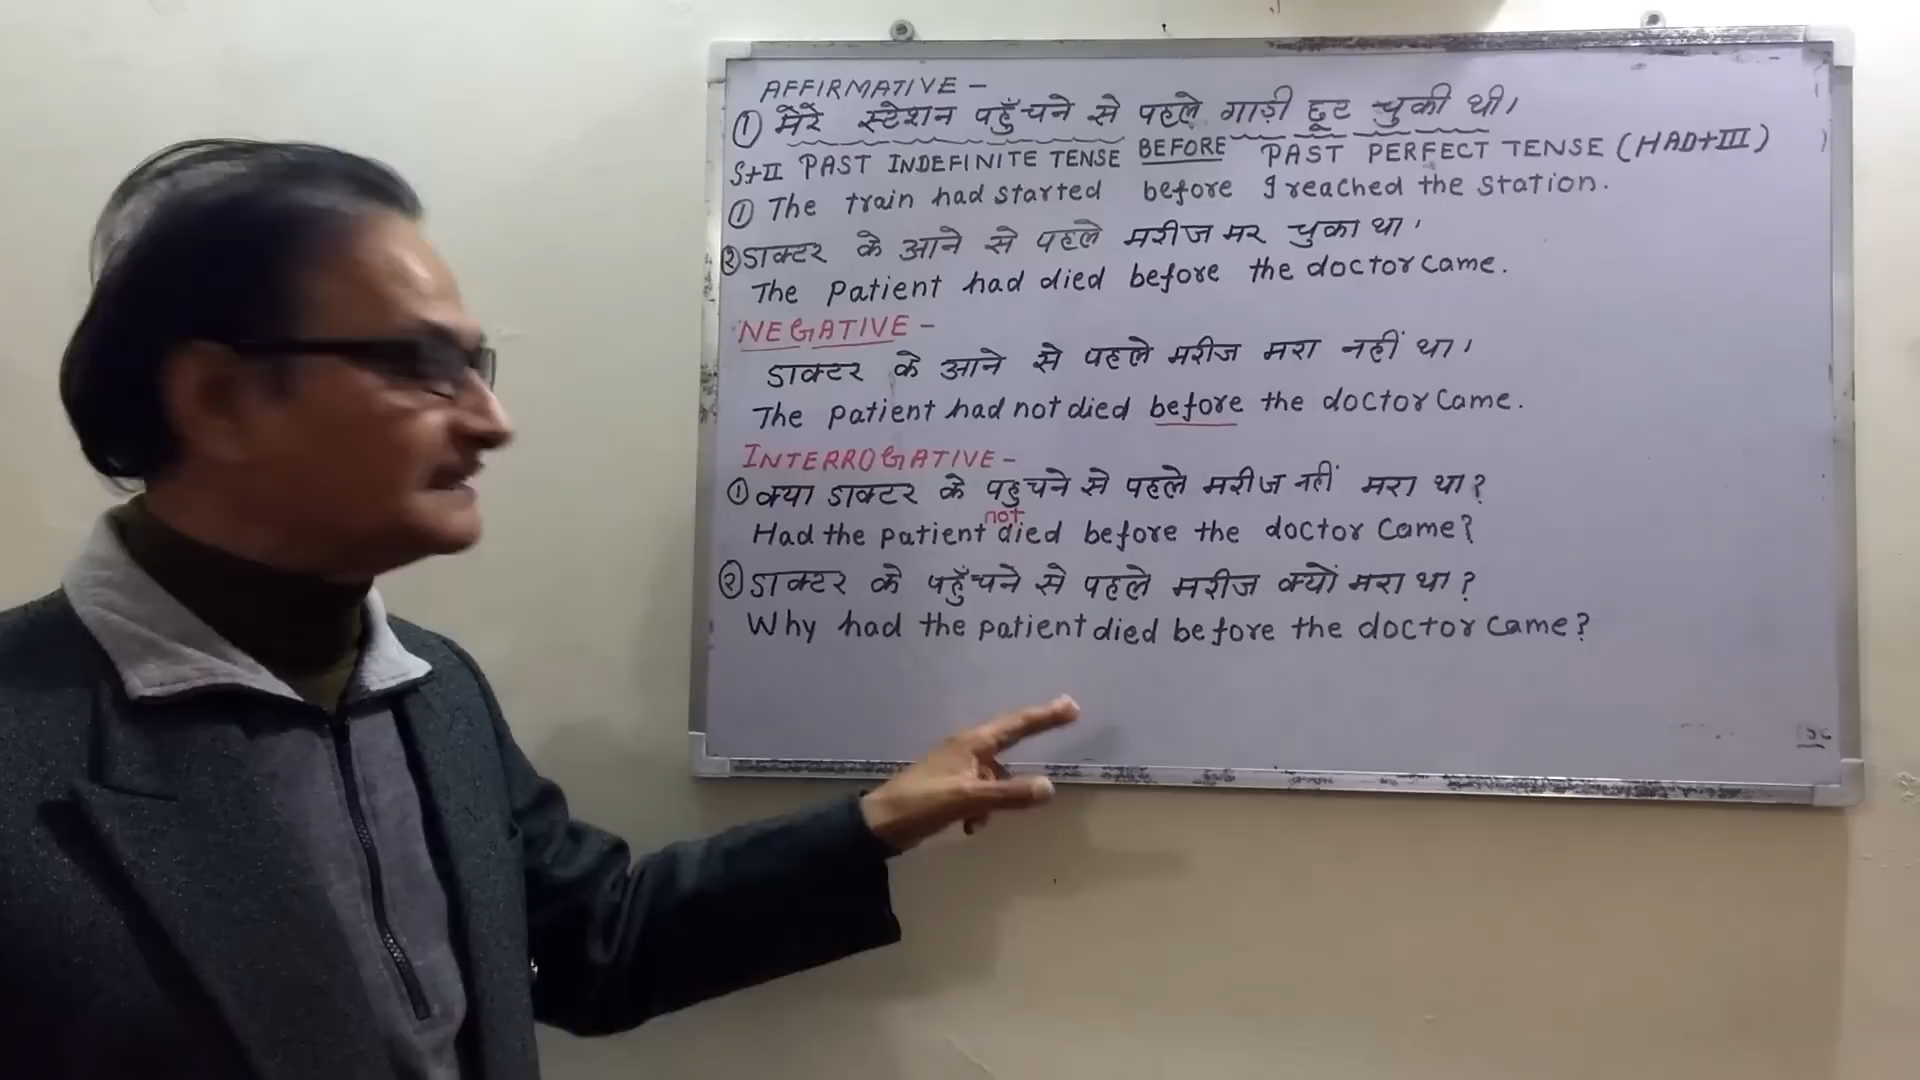 AFFIRMATIVE -
① मेरे स्टेशन पहुँचने से पहले गाड़ी छूट चुकी थी।
S+II PAST INDEFINITE TENSE BEFORE PAST PERFECT TENSE (HAD+III)
① The train had started before I reached the station.
② डाक्टर के आने से पहले मरीज मर चुका था।
The patient had died before the doctor came.
NEGATIVE -
डाक्टर के आने से पहले मरीज मरा नहीं था।
The patient had not died before the doctor came.
INTERROGATIVE -
① क्या डाक्टर के पहुचने से पहले मरीज नहीं मरा था?
Had the patient not died before the doctor came?
② डाक्टर के पहुँचने से पहले मरीज क्यों मरा था?
Why had the patient died before the doctor came?